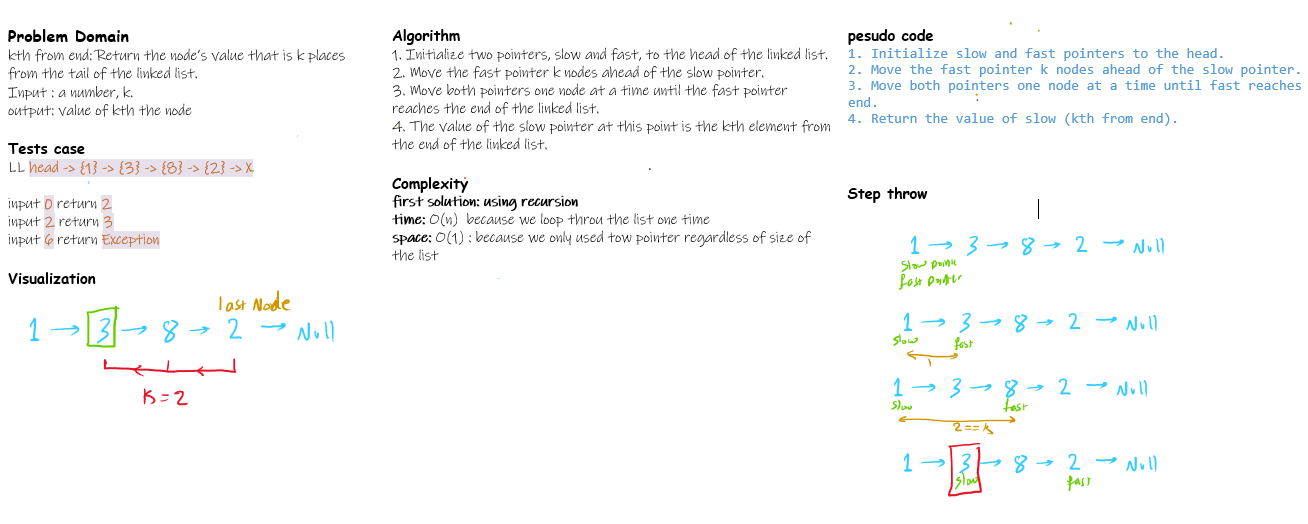 Problem Domain
kth from end: Return the node's value that is k places
from the tail of the linked list.
Input : a number, k.
output: value of kth the node
Tests case
LL head -> {1} -> {3} -> {8} -> {2} -> X
input 0 return 2
input 2 return 3
input 6 return Exception
Visualization
last Node
1 → 3 → 8 → 2 → Null
K = 2
Algorithm
1. Initialize two pointers, slow and fast, to the head of the linked list.
2. Move the fast pointer k nodes ahead of the slow pointer.
3. Move both pointers one node at a time until the fast pointer
reaches the end of the linked list.
4. The value of the slow pointer at this point is the kth element from
the end of the linked list.
Complexity
first solution: using recursion
time: O(n) because we loop throu the list one time
space: O(1) : because we only used tow pointer regardless of size of
the list
pesudo code
1. Initialize slow and fast pointers to the head.
2. Move the fast pointer k nodes ahead of the slow pointer.
3. Move both pointers one node at a time until fast reaches
end.
4. Return the value of slow (kth from end).
Step throw
1 → 3 → 8 → 2 → Null
slow
fast pointer
1 → 3 → 8 → 2 → Null
slow fast
1
1 → 3 → 8 → 2 → Null
slow fast
2 == k
1 → 3 → 8 → 2 → Null
slow fast